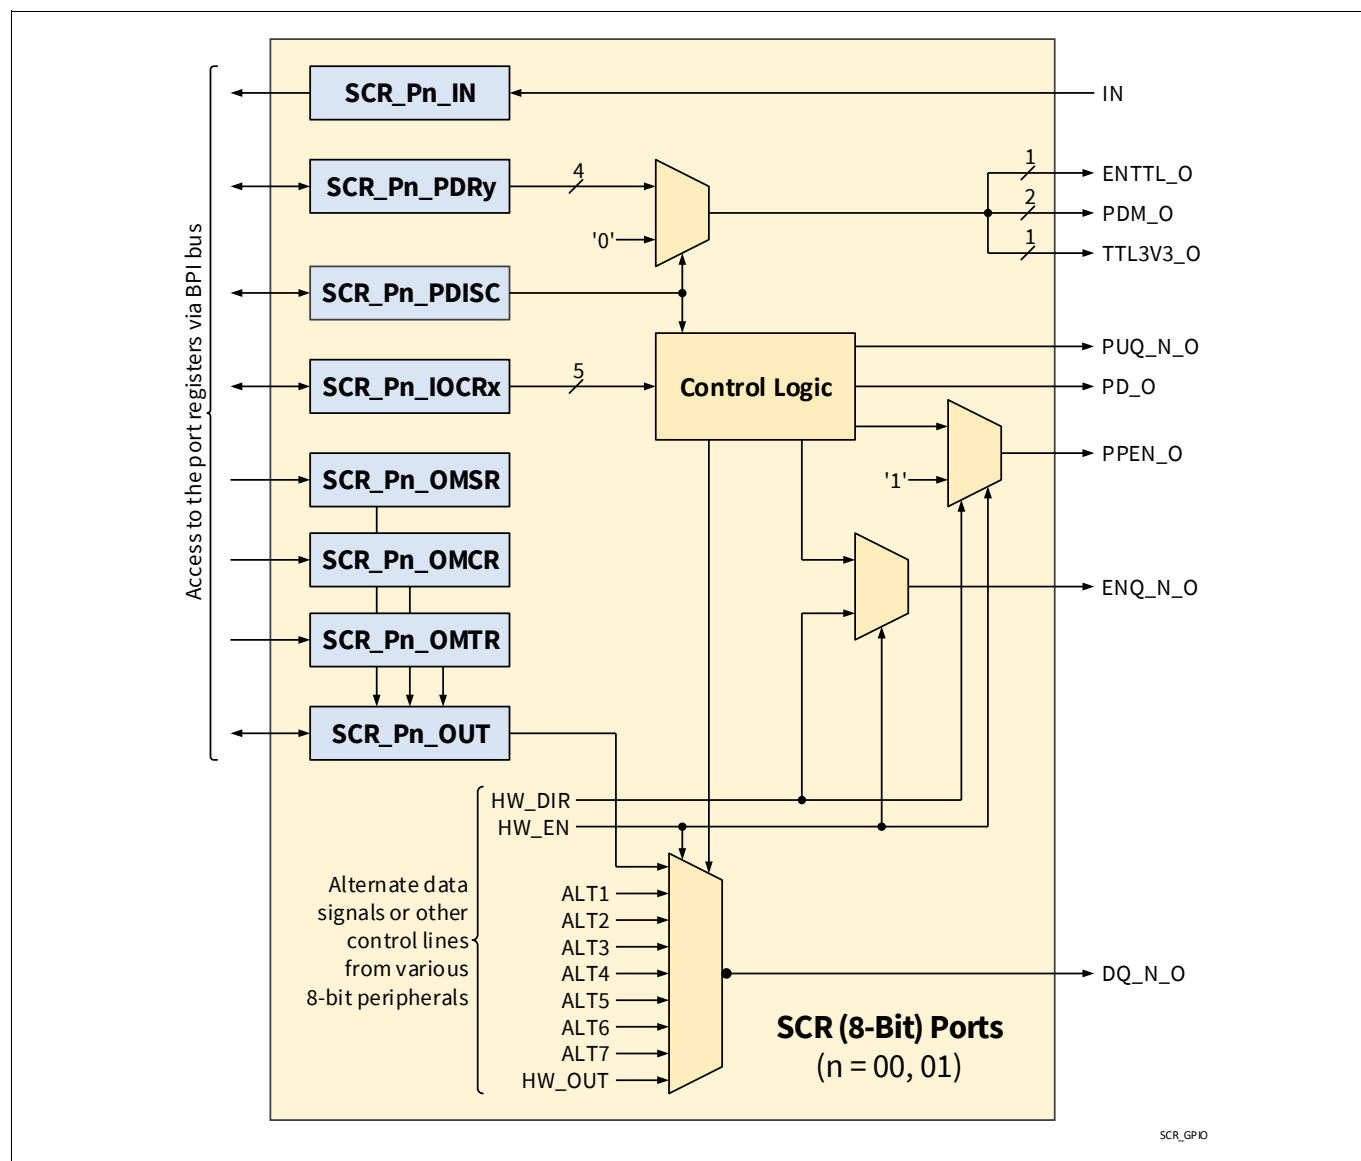 SCR_Pn_IN
IN
SCR_Pn_PDRy
4
'0'
1
ENTTL_O
2
PDM_O
1
TTL3V3_O
SCR_Pn_PDISC
SCR_Pn_IOCRx
5
Control Logic
PUQ_N_O
PD_O
'1'
PPEN_O
Access to the port registers via BPI bus
SCR_Pn_OMSR
SCR_Pn_OMCR
SCR_Pn_OMTR
SCR_Pn_OUT
ENQ_N_O
HW_DIR
HW_EN
Alternate data
signals or other
control lines
from various
8-bit peripherals
ALT1
ALT2
ALT3
ALT4
ALT5
ALT6
ALT7
HW_OUT
DQ_N_O
SCR (8-Bit) Ports
(n = 00, 01)
SCR_GPIO